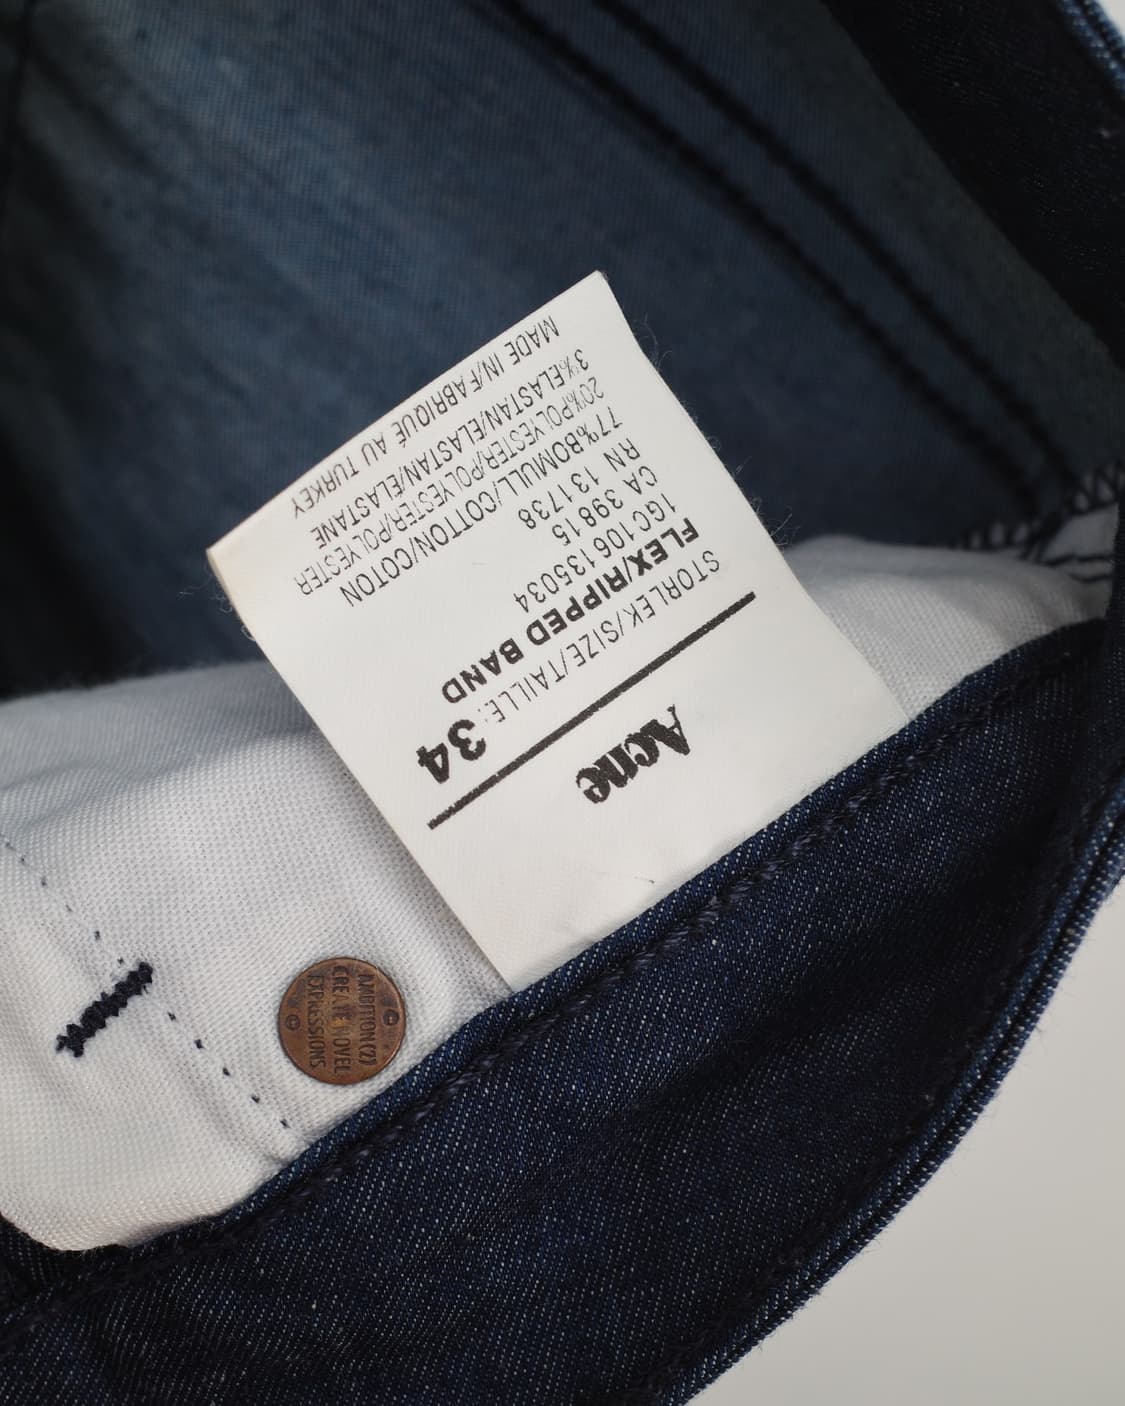 Acne
STORLEK/SIZE/TAILLE: 34
FLEX/RIPPED BAND
1GC106135034
CA 39815
RN 131738
77%BOMULL/COTTON/COTON
20%POLYESTER/POLYESTER/POLYESTER
3%ELASTAN/ELASTAN/ELASTANE
MADE IN/FABRIQUÉ AU TURKEY
AMBITION(2)
CREATE NOVEL
EXPRESSIONS